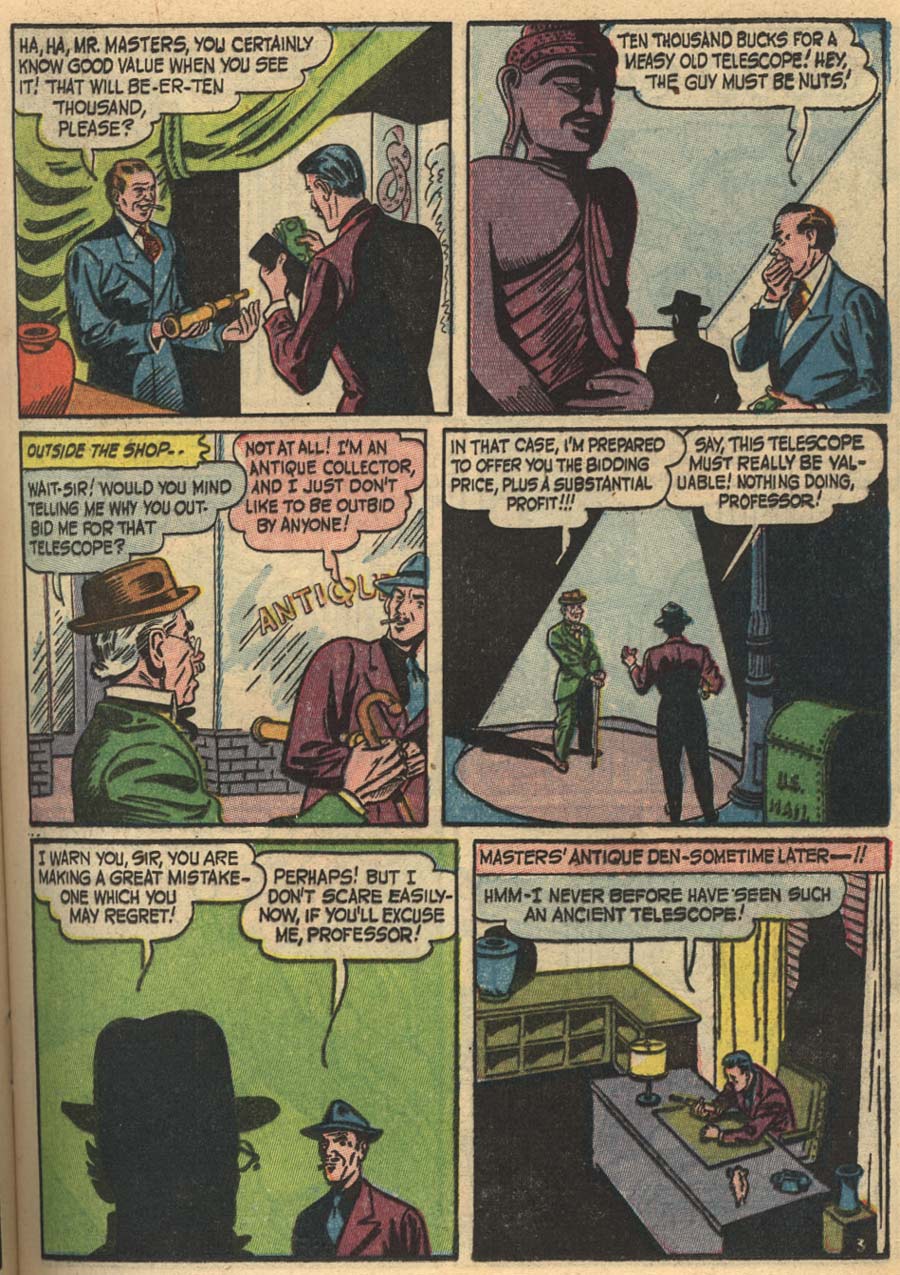 HA, HA, MR. MASTERS, YOU CERTAINLY
KNOW GOOD VALUE WHEN YOU SEE
IT! THAT WILL BE-ER-TEN
THOUSAND,
PLEASE?
TEN THOUSAND BUCKS FOR A
MEASY OLD TELESCOPE! HEY,
THE GUY MUST BE NUTS!
OUTSIDE THE SHOP--
WAIT-SIR! WOULD YOU MIND
TELLING ME WHY YOU OUT-
BID ME FOR THAT
TELESCOPE?
NOT AT ALL! I'M AN
ANTIQUE COLLECTOR,
AND I JUST DON'T
LIKE TO BE OUTBID
BY ANYONE!
ANTIQUE
IN THAT CASE, I'M PREPARED
TO OFFER YOU THE BIDDING
PRICE, PLUS A SUBSTANTIAL
PROFIT!!!
SAY, THIS TELESCOPE
MUST REALLY BE VAL-
UABLE! NOTHING DOING,
PROFESSOR!
U.S.
MAIL
I WARN YOU, SIR, YOU ARE
MAKING A GREAT MISTAKE-
ONE WHICH YOU
MAY REGRET!
PERHAPS! BUT I
DON'T SCARE EASILY-
NOW, IF YOU'LL EXCUSE
ME, PROFESSOR!
MASTERS' ANTIQUE DEN-SOMETIME LATER—!!
HMM-I NEVER BEFORE HAVE SEEN SUCH
AN ANCIENT TELESCOPE!
3